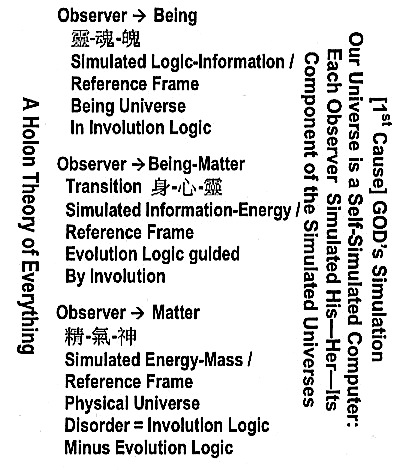 Observer → Being
靈-魂-魄
Simulated Logic-Information /
Reference Frame
Being Universe
In Involution Logic
Observer → Being-Matter
Transition 身-心-靈
Simulated Information-Energy /
Reference Frame
Evolution Logic guided
By Involution
Observer → Matter
精-氣-神
Simulated Energy-Mass /
Reference Frame
Physical Universe
Disorder = Involution Logic
Minus Evolution Logic
[1st Cause] GOD's Simulation
Our Universe is a Self-Simulated Computer:
Each Observer Simulated His—Her—Its
Component of the Simulated Universes
A Holon Theory of Everything